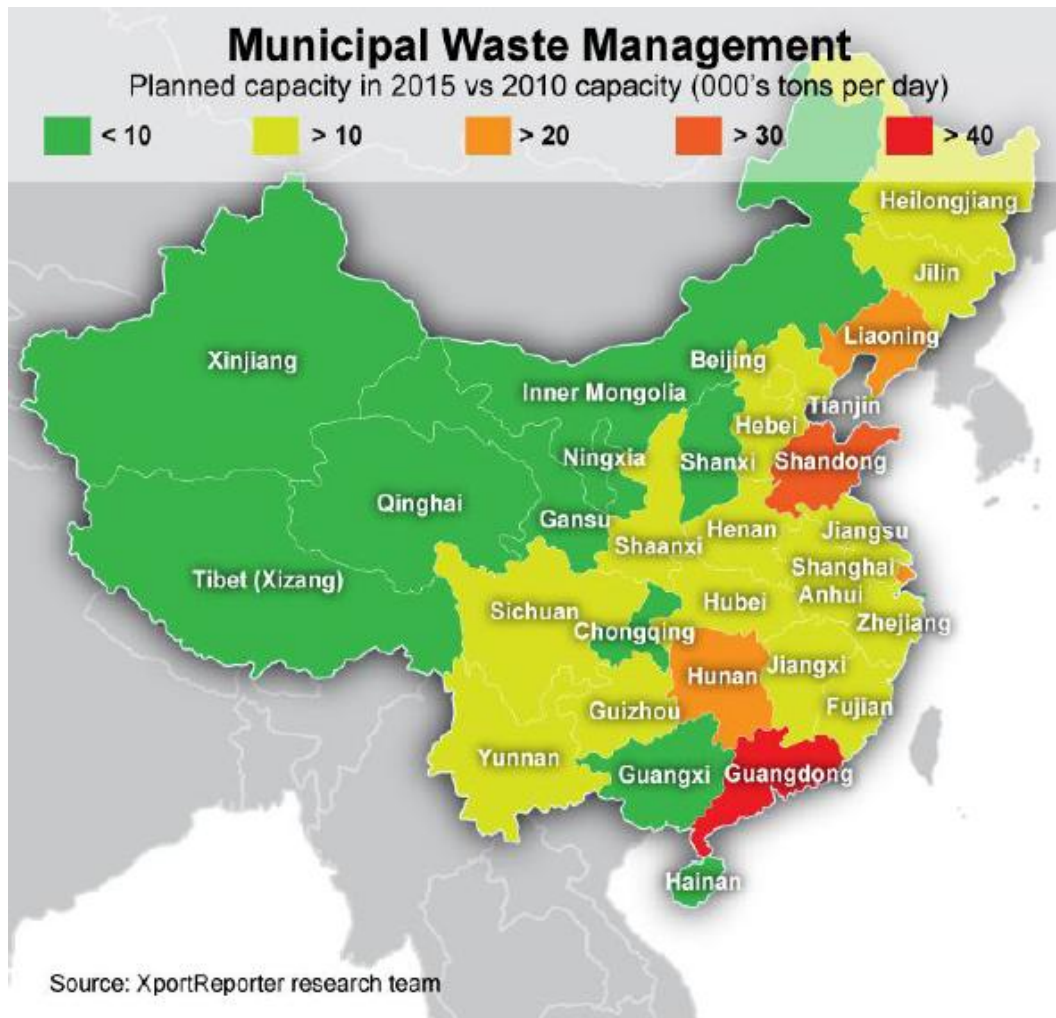 Municipal Waste Management
Planned capacity in 2015 vs 2010 capacity (000's tons per day)
< 10
> 10
> 20
> 30
> 40
Heilongjiang
Jilin
Liaoning
Xinjiang
Beijing
Inner Mongolia
Tianjin
Hebei
Ningxia
Shanxi
Shandong
Qinghai
Gansu
Henan
Jiangsu
Shaanxi
Shanghai
Tibet (Xizang)
Anhui
Hubei
Sichuan
Zhejiang
Chongqing
Jiangxi
Hunan
Fujian
Guizhou
Yunnan
Guangxi
Guangdong
Hainan
Source: XportReporter research team